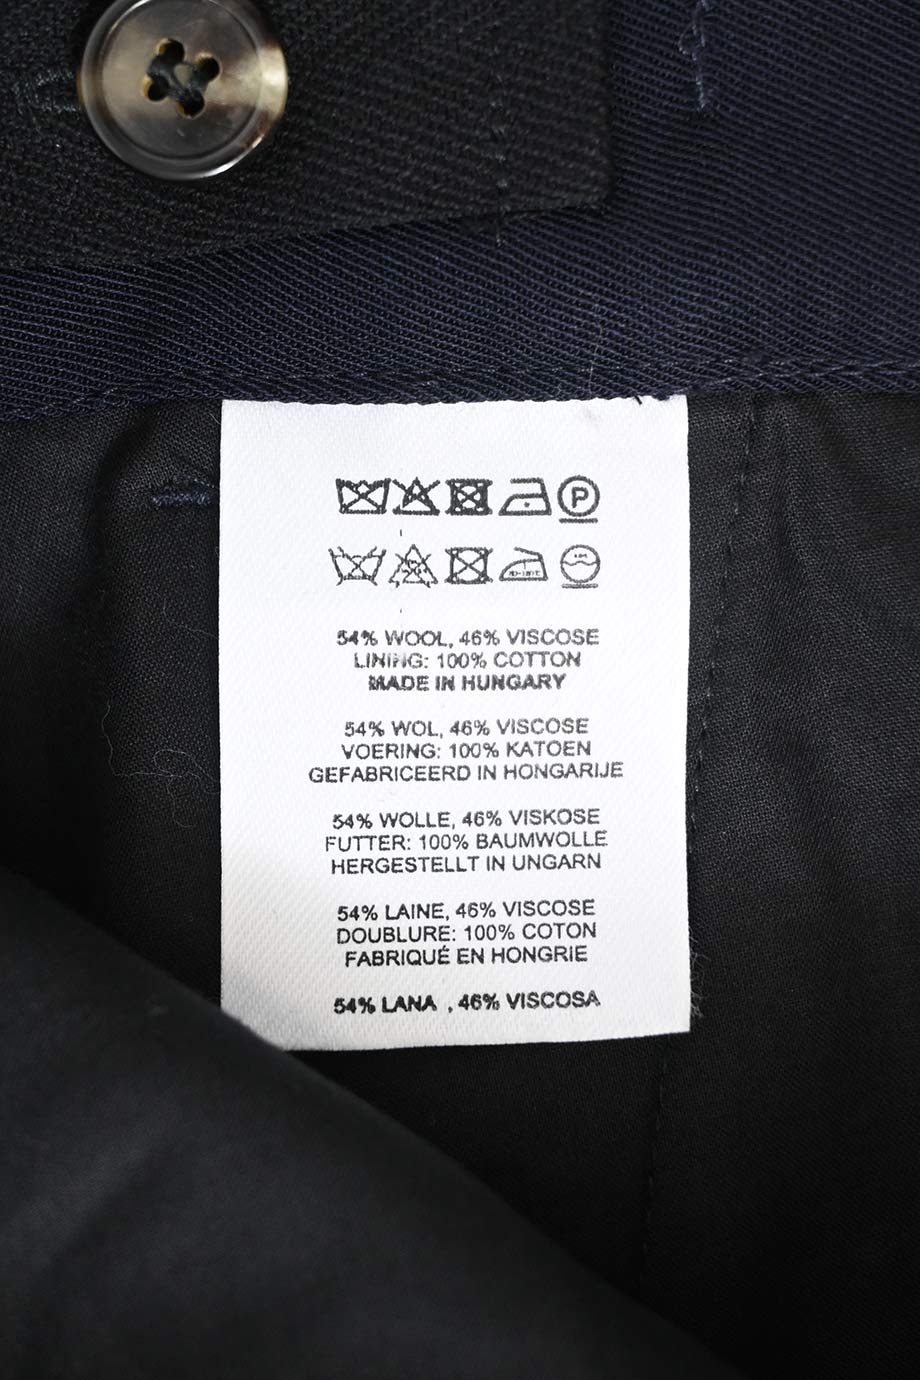 P
54% WOOL, 46% VISCOSE
LINING: 100% COTTON
MADE IN HUNGARY
54% WOL, 46% VISCOSE
VOERING: 100% KATOEN
GEFABRICEERD IN HONGARIJE
54% WOLLE, 46% VISKOSE
FUTTER: 100% BAUMWOLLE
HERGESTELLT IN UNGARN
54% LAINE, 46% VISCOSE
DOUBLURE: 100% COTON
FABRIQUÉ EN HONGRIE
54% LANA , 46% VISCOSA